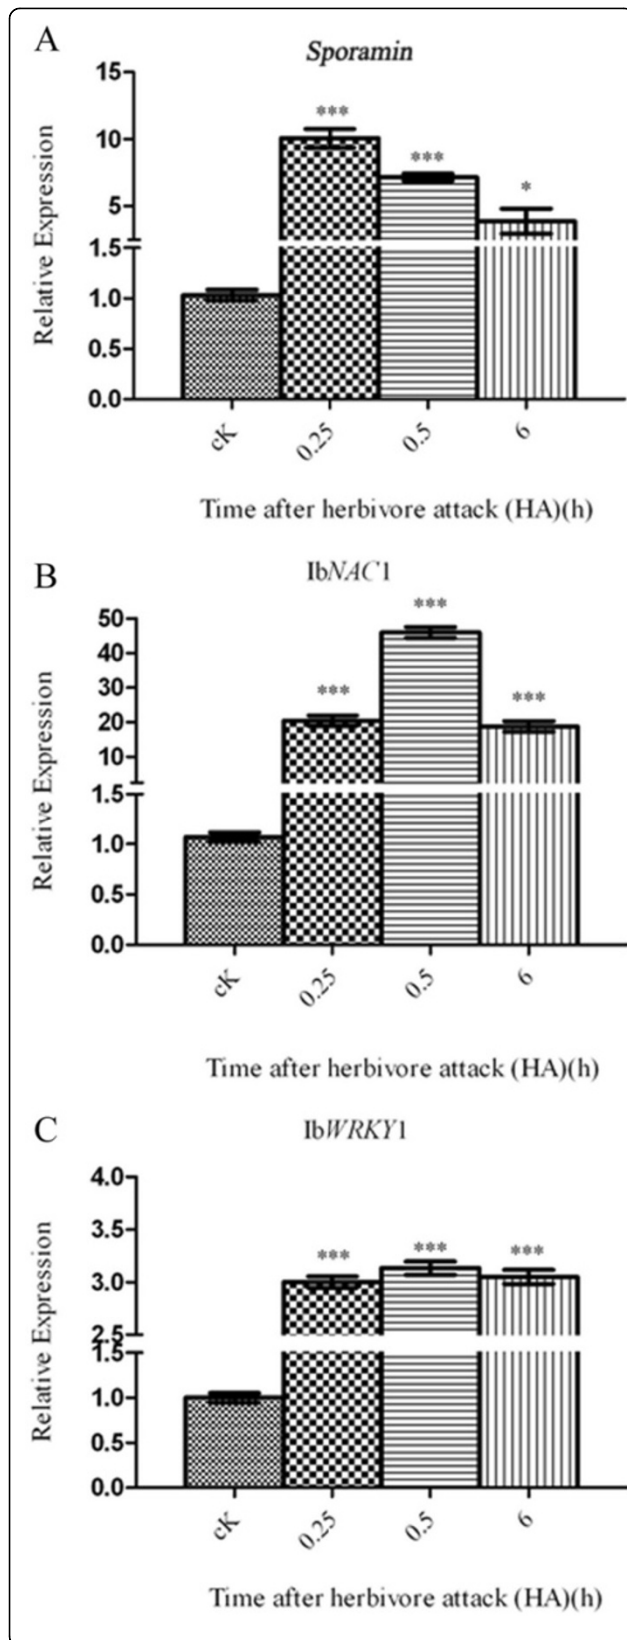 A
Sporamin
15
***
10
***
*
5
1.5
1.0
0.5
0.0
Relative Expression
cK 0.25 0.5 6
Time after herbivore attack (HA)(h)
B
IbNAC1
***
50
40
30
***
***
20
10
1.5
1.0
0.5
0.0
Relative Expression
cK 0.25 0.5 6
Time after herbivore attack (HA)(h)
C
IbWRKY1
4.0
3.5
***
***
***
3.0
2.5
1.5
1.0
0.5
0.0
Relative Expression
cK 0.25 0.5 6
Time after herbivore attack (HA)(h)